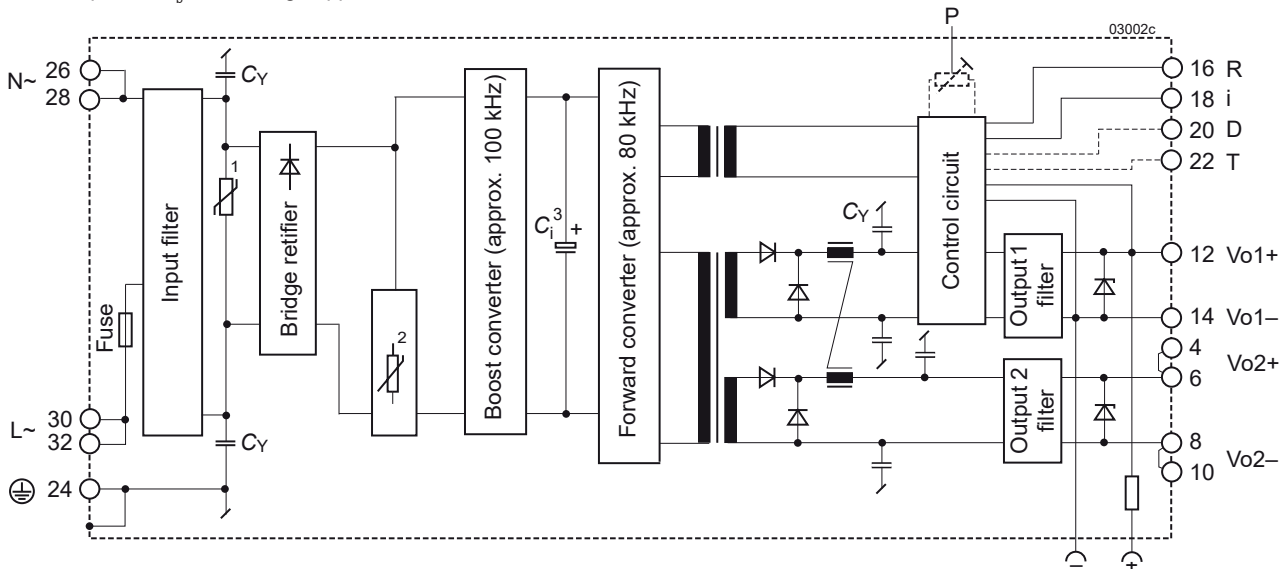 P
03002c
N~
26
28
CY
1
Input filter
Fuse
L~
30
32
CY
24
Bridge retifier
2
Boost converter (approx. 100 kHz)
Ci3
+
Forward converter (approx. 80 kHz)
CY
Control circuit
Output 1
filter
Output 2
filter
16 R
18 i
20 D
22 T
12 Vo1+
14 Vo1–
4
Vo2+
6
8
Vo2–
10
–
+